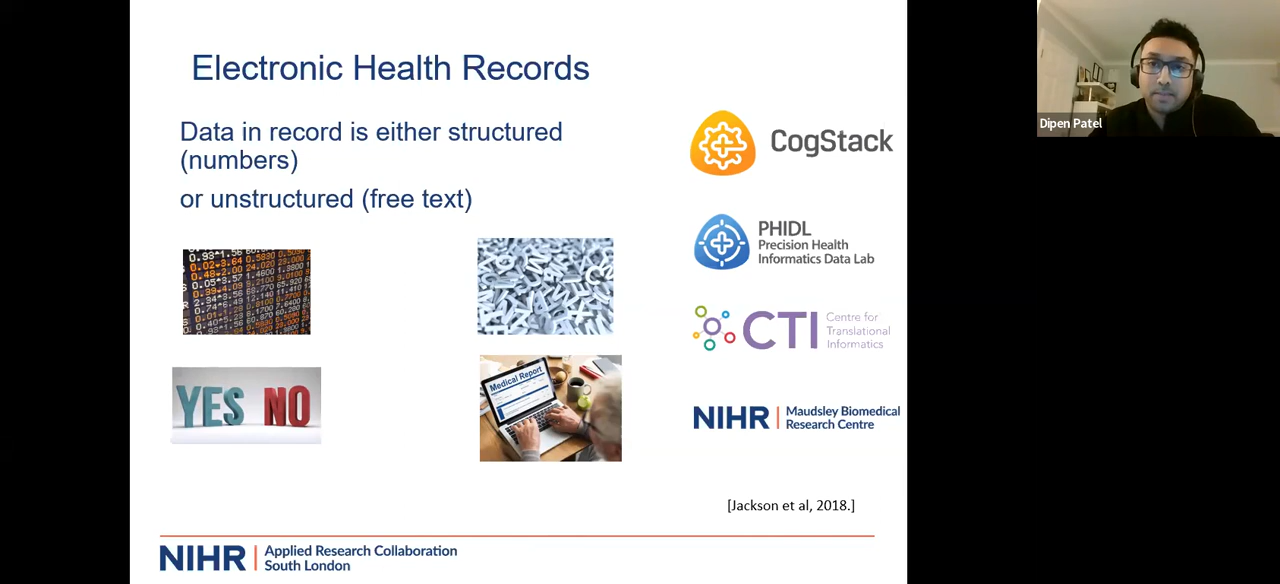 Electronic Health Records
Data in record is either structured
(numbers)
or unstructured (free text)
YES NO
Medical Report
CogStack
PHIDL
Precision Health
Informatics Data Lab
CTI
Centre for
Translational
Informatics
NIHR
Maudsley Biomedical
Research Centre
[Jackson et al, 2018.]
NIHR
Applied Research Collaboration
South London
Dipen Patel